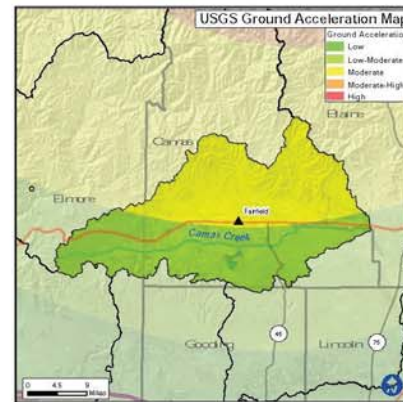 USGS Ground Acceleration Map
Ground Acceleration
Low
Low-Moderate
Moderate
Moderate-High
High
Blaine
Camas
Elmore
Fairfield
Camas Creek
46
Gooding
Lincoln
75
0 4.5 9
Miles